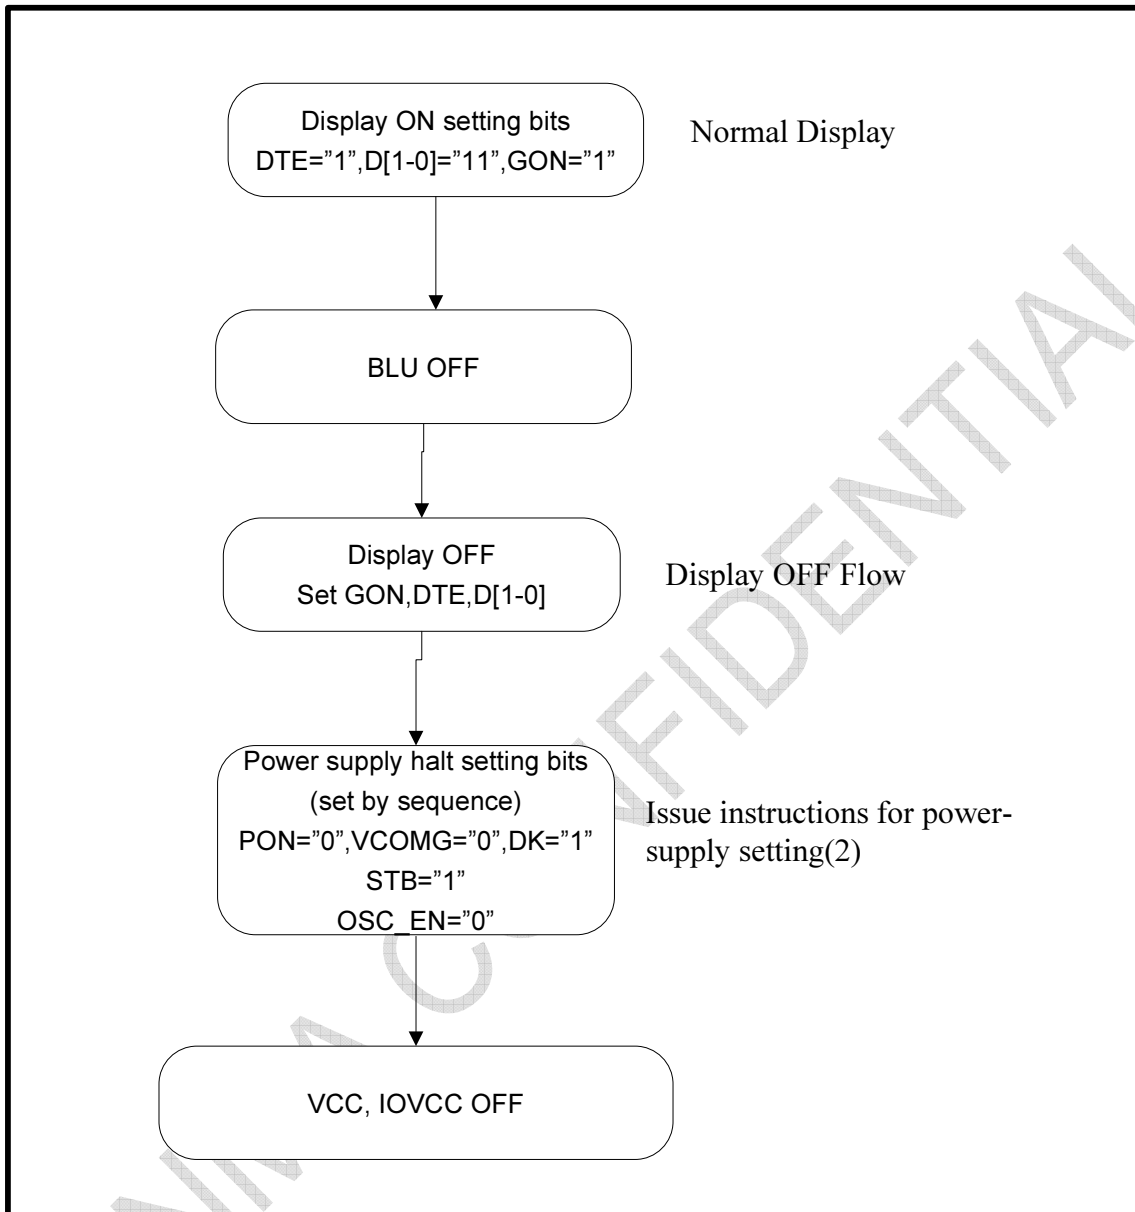 Display ON setting bits
DTE=”1”,D[1-0]=”11”,GON=”1”
Normal Display
BLU OFF
Display OFF
Set GON,DTE,D[1-0]
Display OFF Flow
Power supply halt setting bits
(set by sequence)
PON=”0”,VCOMG=”0”,DK=”1”
STB=”1”
OSC_EN=”0”
Issue instructions for power-
supply setting(2)
VCC, IOVCC OFF
CONFIDENTIAL